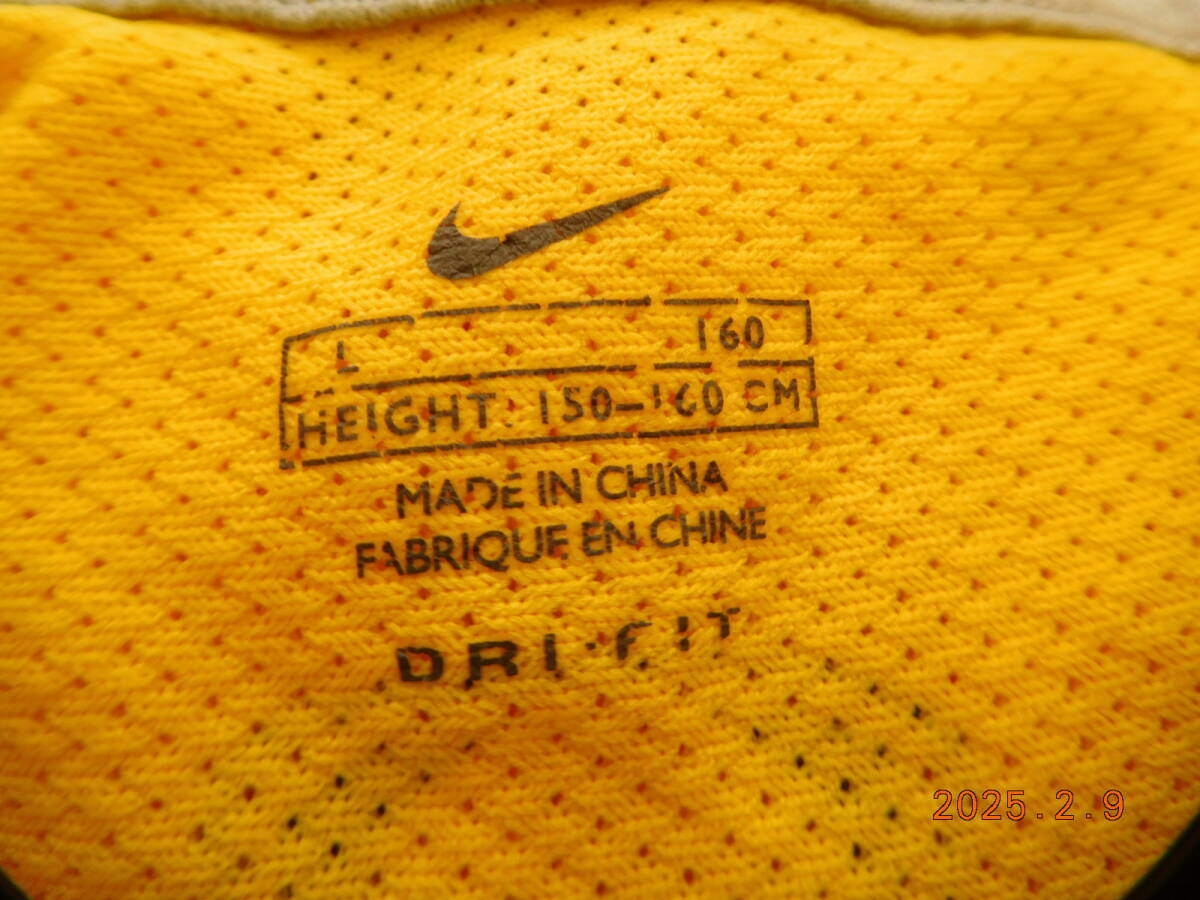 L 160
HEIGHT: 150-160 CM
MADE IN CHINA
FABRIQUE EN CHINE
DRI·FIT
2025.2.9